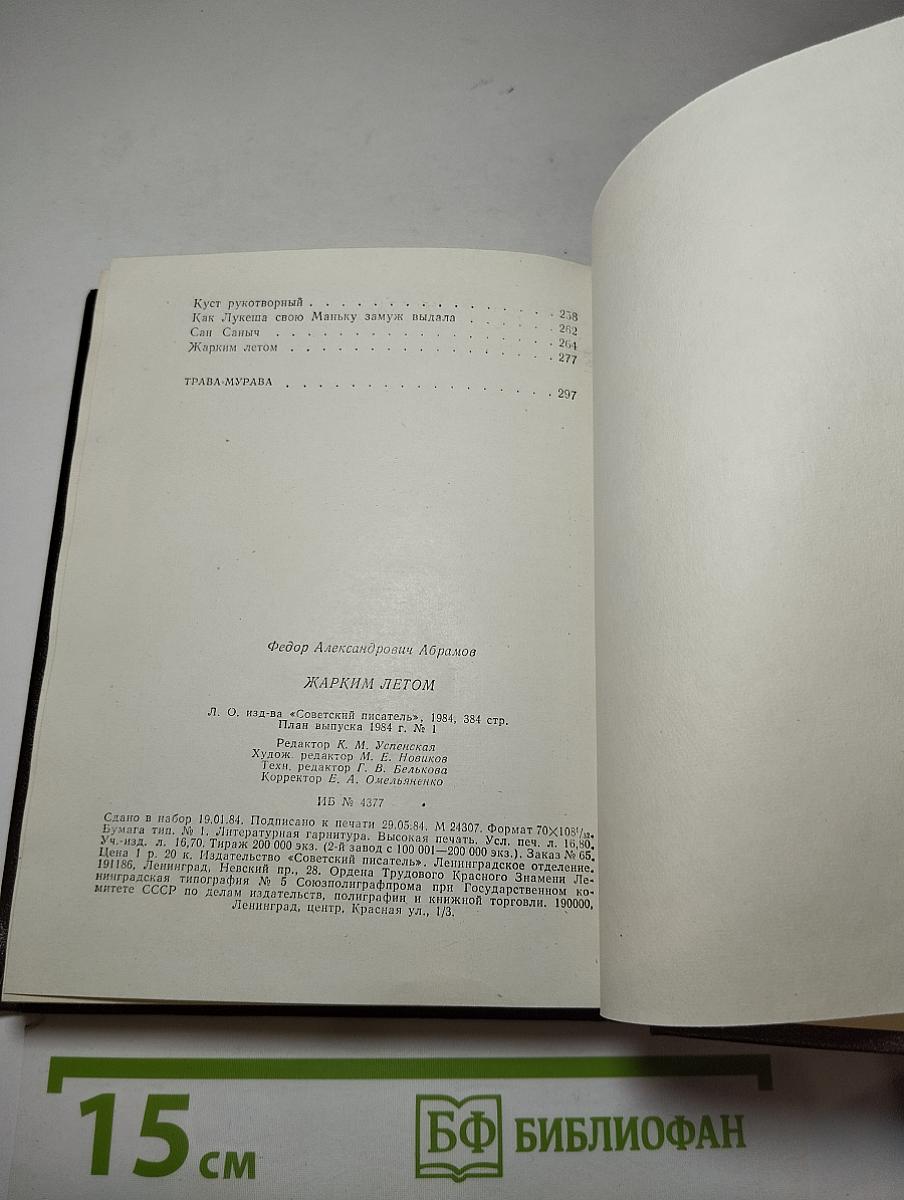 Куст рукотворный . . . . . . . . . . . . . . . 258
Как Лукеша свою Маньку замуж выдала . . . . . . 262
Сан Саныч . . . . . . . . . . . . . . . . . 264
Жарким летом . . . . . . . . . . . . . . . . 277
ТРАВА-МУРАВА . . . . . . . . . . . . . . . . 297
Федор Александрович Абрамов
ЖАРКИМ ЛЕТОМ
Л. О. изд-ва «Советский писатель», 1984, 384 стр.
План выпуска 1984 г. № 1
Редактор К. М. Успенская
Худож. редактор М. Е. Новиков
Техн. редактор Г. В. Белькова
Корректор Е. А. Омельяненко
ИБ № 4377
Сдано в набор 19.01.84. Подписано к печати 29.05.84. М 24307. Формат 70×108¹/₃₂.
Бумага тип. № 1. Литературная гарнитура. Высокая печать. Усл. печ. л. 16,80.
Уч.-изд. л. 16,70. Тираж 200 000 экз. (2-й завод с 100 001—200 000 экз.). Заказ № 65.
Цена 1 р. 20 к. Издательство «Советский писатель». Ленинградское отделение.
191186, Ленинград, Невский пр., 28. Ордена Трудового Красного Знамени Ле-
нинградская типография № 5 Союзполиграфпрома при Государственном ко-
митете СССР по делам издательств, полиграфии и книжной торговли. 190000,
Ленинград, центр, Красная ул., 1/3.
15 см
БФ БИБЛИОФАН